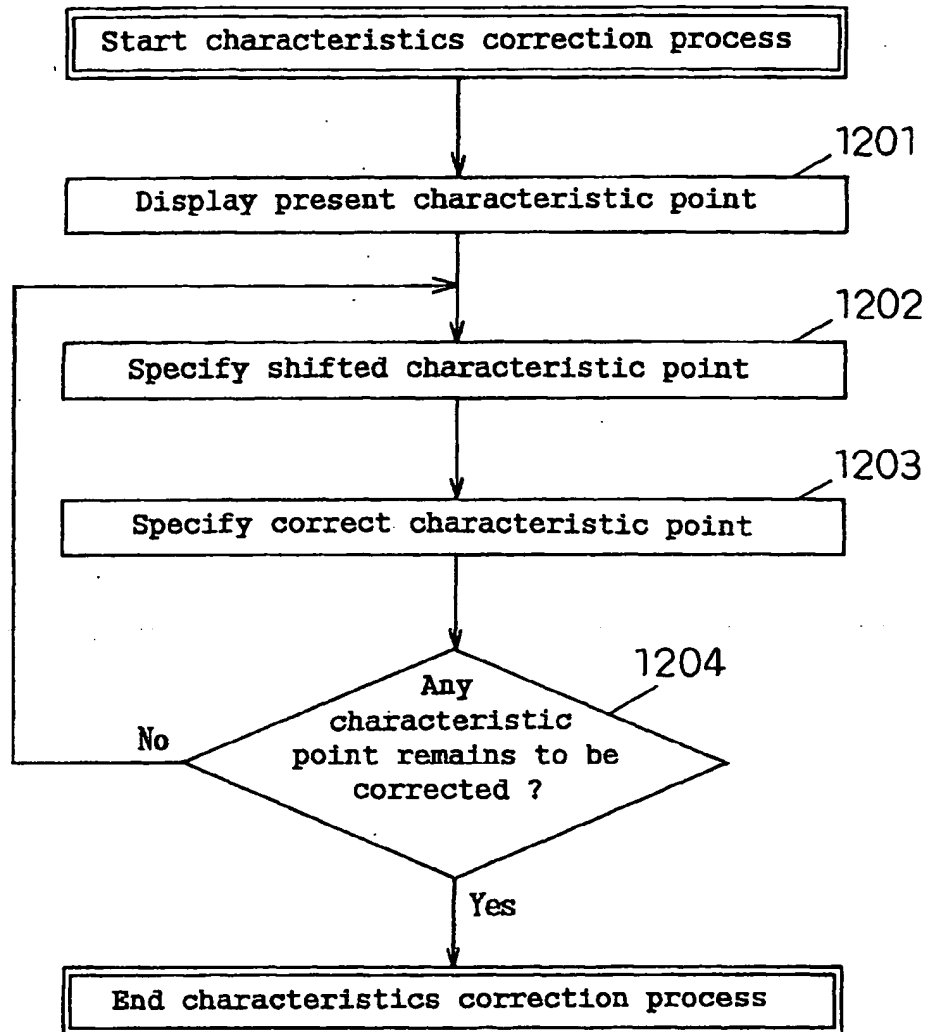 Start characteristics correction process
1201
Display present characteristic point
1202
Specify shifted characteristic point
1203
Specify correct characteristic point
1204
Any
characteristic
point remains to be
corrected ?
No
Yes
End characteristics correction process